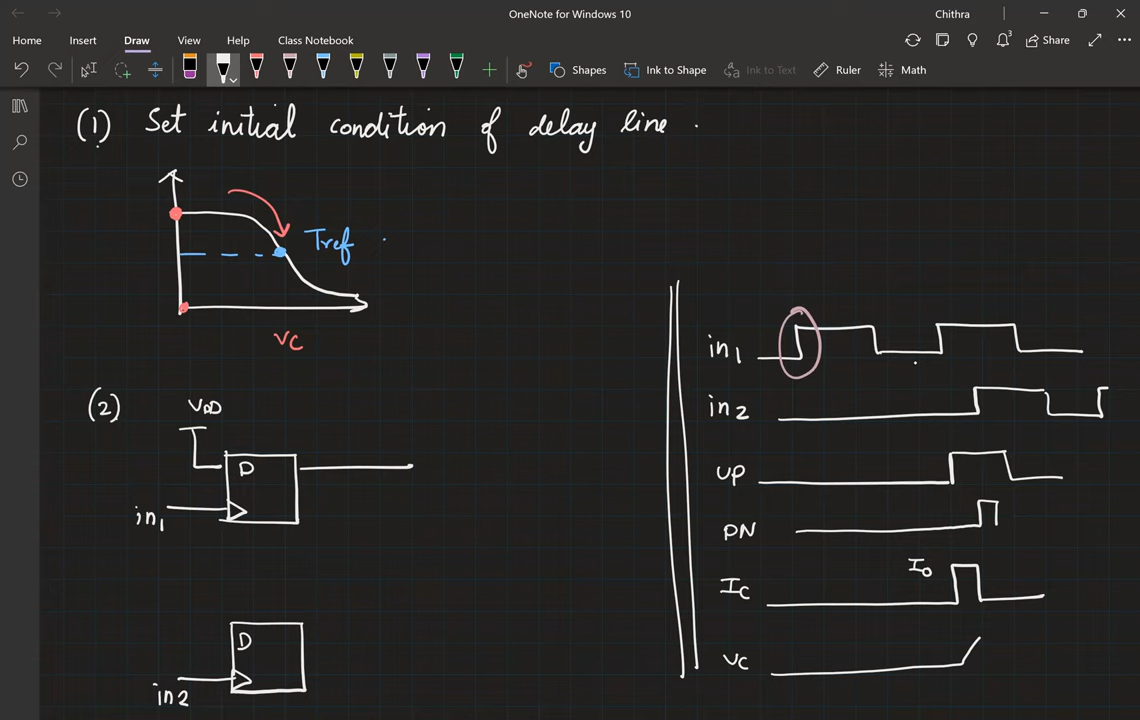 OneNote for Windows 10
Chithra
Home Insert Draw View Help Class Notebook
3 Share
Shapes Ink to Shape Ink to Text Ruler Math
(1) Set initial condition of delay line .
Tref
VC
(2) VDD
D
in1
D
in2
in1
in2
UP
DN
IC I0
VC